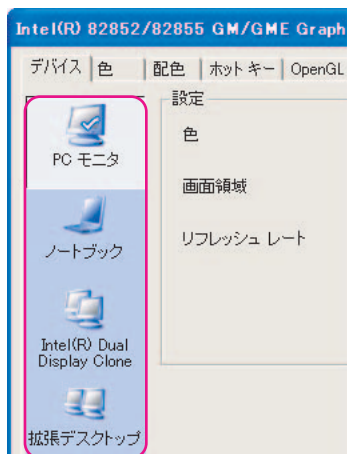 Intel(R) 82852/82855 GM/GME Graph
デバイス 色 配色 ホット キー OpenGL
設定
PC モニタ
色
画面領域
ノートブック
リフレッシュ レート
Intel(R) Dual
Display Clone
拡張デスクトップ